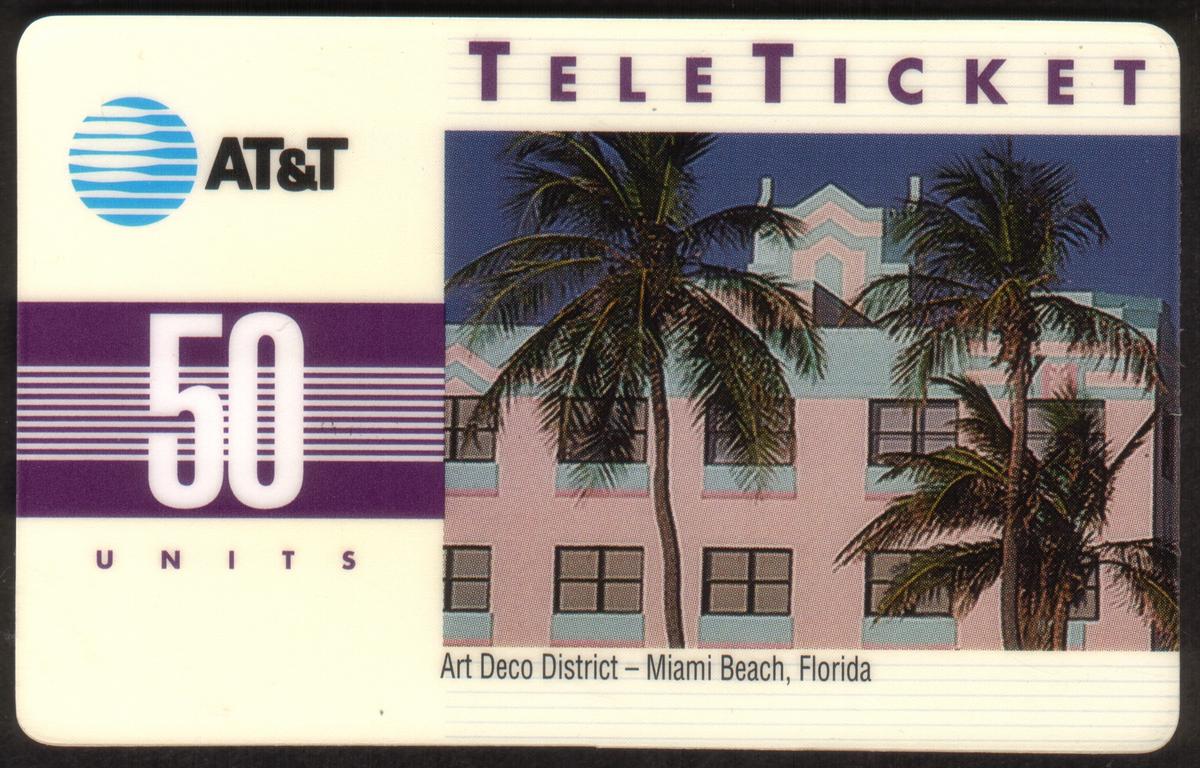 TELETICKET
AT&T
50
UNITS
Art Deco District – Miami Beach, Florida